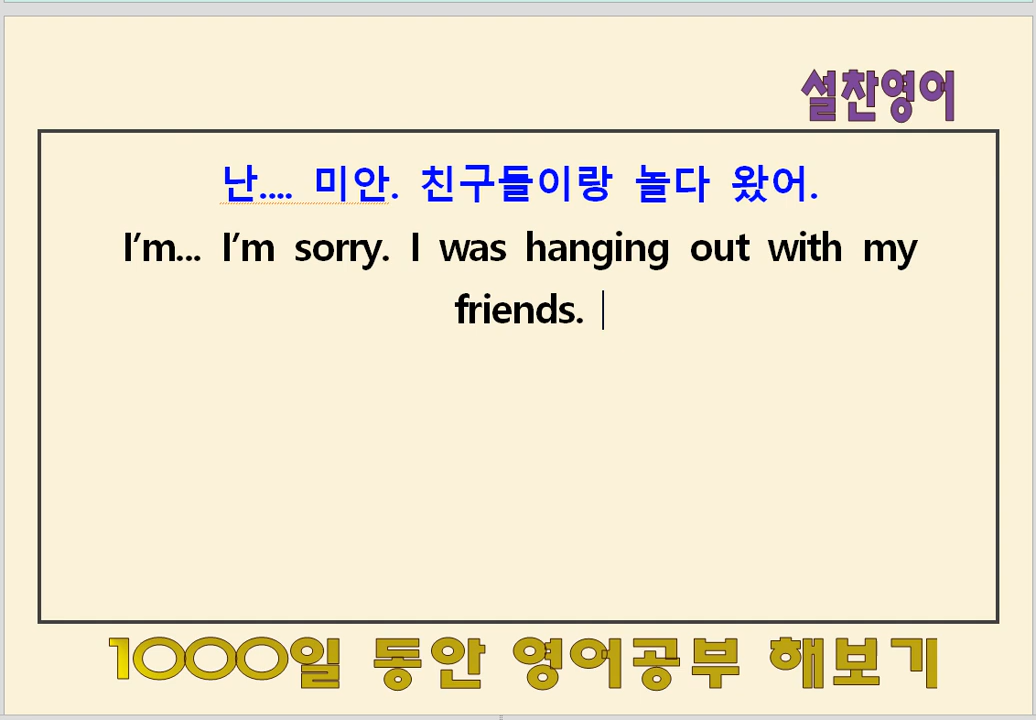 설찬영어
난.... 미안. 친구들이랑 놀다 왔어.
I'm... I'm sorry. I was hanging out with my
friends.
1000일 동안 영어공부 해보기